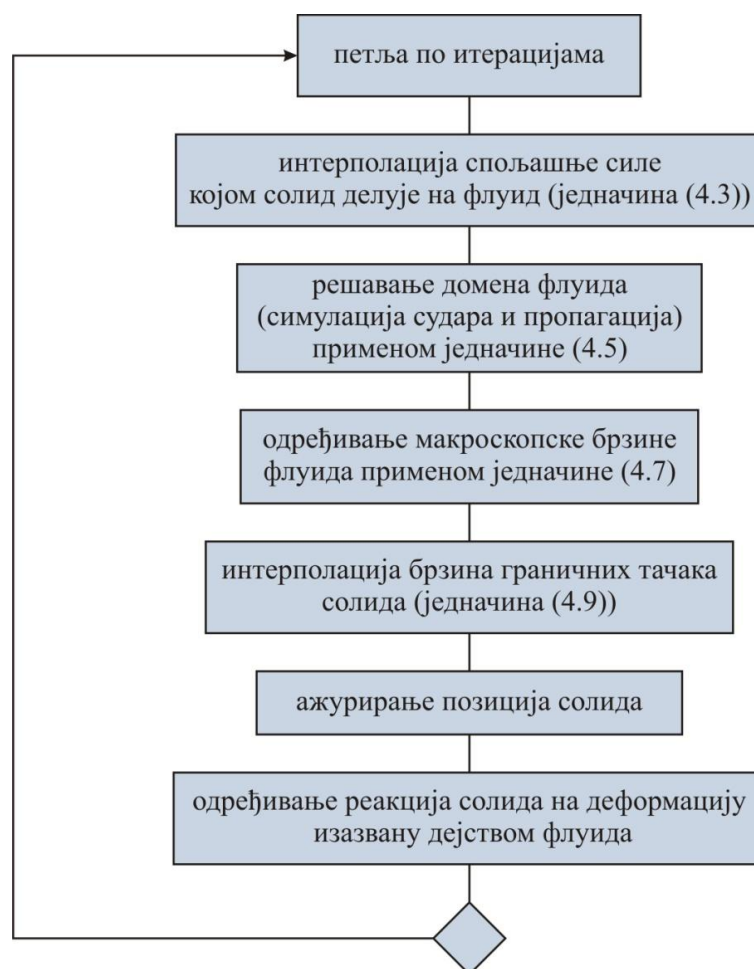 петља по итерацијама
интерполација спољашње силе
којом солид делује на флуид (једначина (4.3))
решавање домена флуида
(симулација судара и пропагација)
применом једначине (4.5)
одређивање макроскопске брзине
флуида применом једначине (4.7)
интерполација брзина граничних тачака
солида (једначина (4.9))
ажурирање позиција солида
одређивање реакција солида на деформацију
изазвану дејством флуида